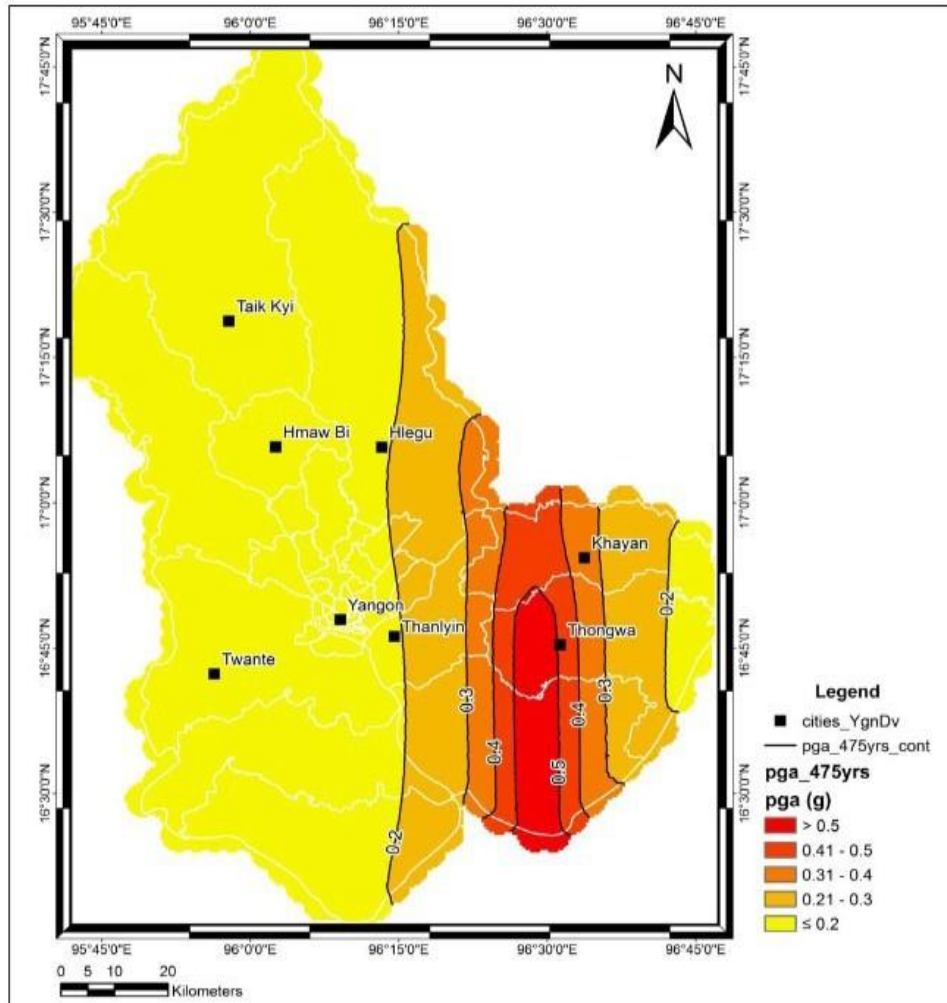 95°45'0"E 96°0'0"E 96°15'0"E 96°30'0"E 96°45'0"E
17°45'0"N 17°45'0"N
N
17°30'0"N 17°30'0"N
Taik Kyi
17°15'0"N 17°15'0"N
Hmaw Bi Hlegu
17°0'0"N 17°0'0"N
Khayan
0.2
Yangon
Thanlyin Thongwa
16°45'0"N 16°45'0"N
Twante
0.3 0.3
0.4 0.4
0.5
16°30'0"N 16°30'0"N
0.2
Legend
cities_YgnDv
pga_475yrs_cont
pga_475yrs
pga (g)
> 0.5
0.41 - 0.5
0.31 - 0.4
0.21 - 0.3
≤ 0.2
95°45'0"E 96°0'0"E 96°15'0"E 96°30'0"E 96°45'0"E
0 5 10 20
Kilometers